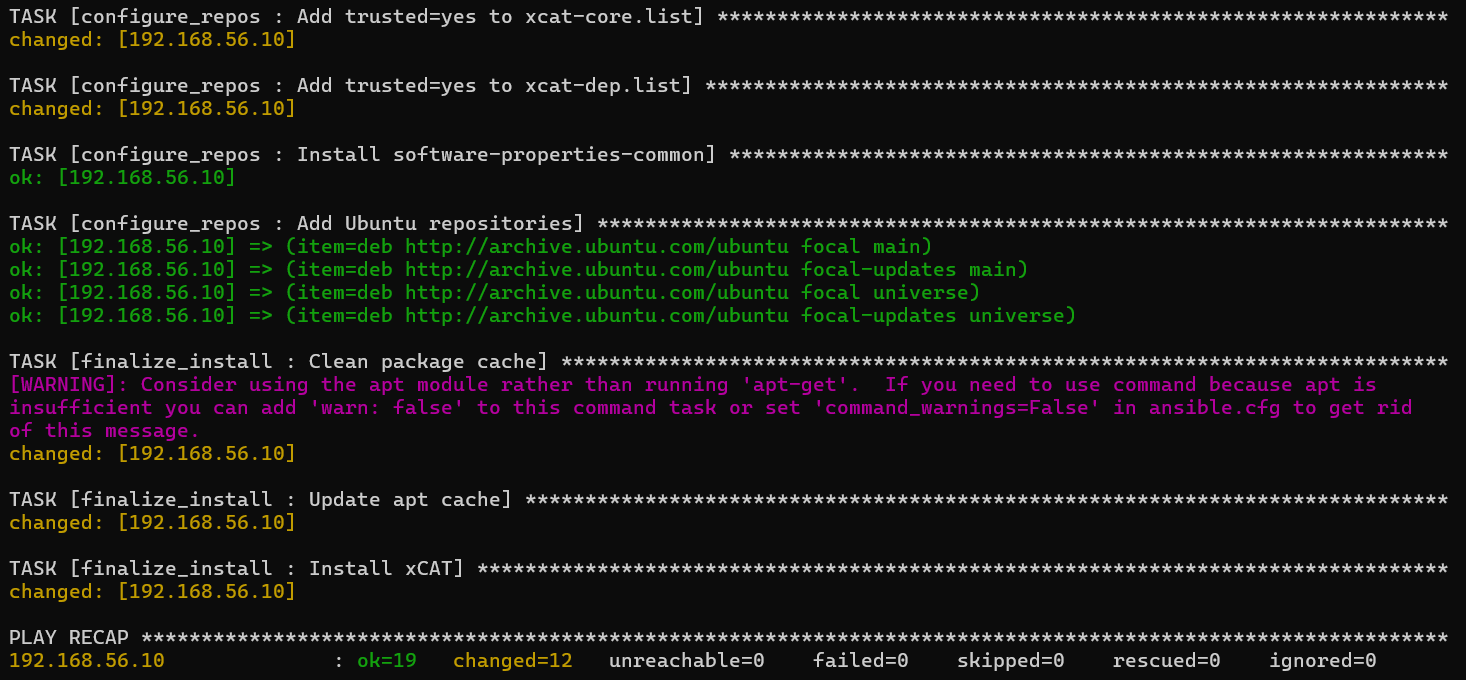 TASK [configure_repos : Add trusted=yes to xcat-core.list] *************************************************************
changed: [192.168.56.10]
TASK [configure_repos : Add trusted=yes to xcat-dep.list] **************************************************************
changed: [192.168.56.10]
TASK [configure_repos : Install software-properties-common] ************************************************************
ok: [192.168.56.10]
TASK [configure_repos : Add Ubuntu repositories] ***********************************************************************
ok: [192.168.56.10] => (item=deb http://archive.ubuntu.com/ubuntu focal main)
ok: [192.168.56.10] => (item=deb http://archive.ubuntu.com/ubuntu focal-updates main)
ok: [192.168.56.10] => (item=deb http://archive.ubuntu.com/ubuntu focal universe)
ok: [192.168.56.10] => (item=deb http://archive.ubuntu.com/ubuntu focal-updates universe)
TASK [finalize_install : Clean package cache] **************************************************************************
[WARNING]: Consider using the apt module rather than running 'apt-get'.  If you need to use command because apt is
insufficient you can add 'warn: false' to this command task or set 'command_warnings=False' in ansible.cfg to get rid
of this message.
changed: [192.168.56.10]
TASK [finalize_install : Update apt cache] *****************************************************************************
changed: [192.168.56.10]
TASK [finalize_install : Install xCAT] *********************************************************************************
changed: [192.168.56.10]
PLAY RECAP *************************************************************************************************************
192.168.56.10              : ok=19   changed=12   unreachable=0    failed=0    skipped=0    rescued=0    ignored=0